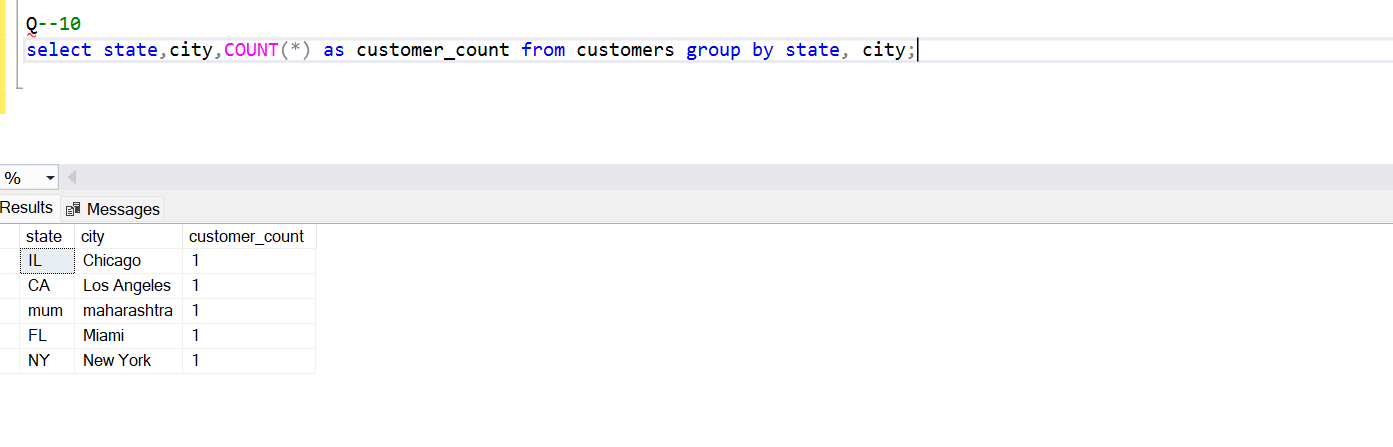 Q--10
select state,city,COUNT(*) as customer_count from customers group by state, city;
%
Results Messages
state city customer_count
IL Chicago 1
CA Los Angeles 1
mum maharashtra 1
FL Miami 1
NY New York 1